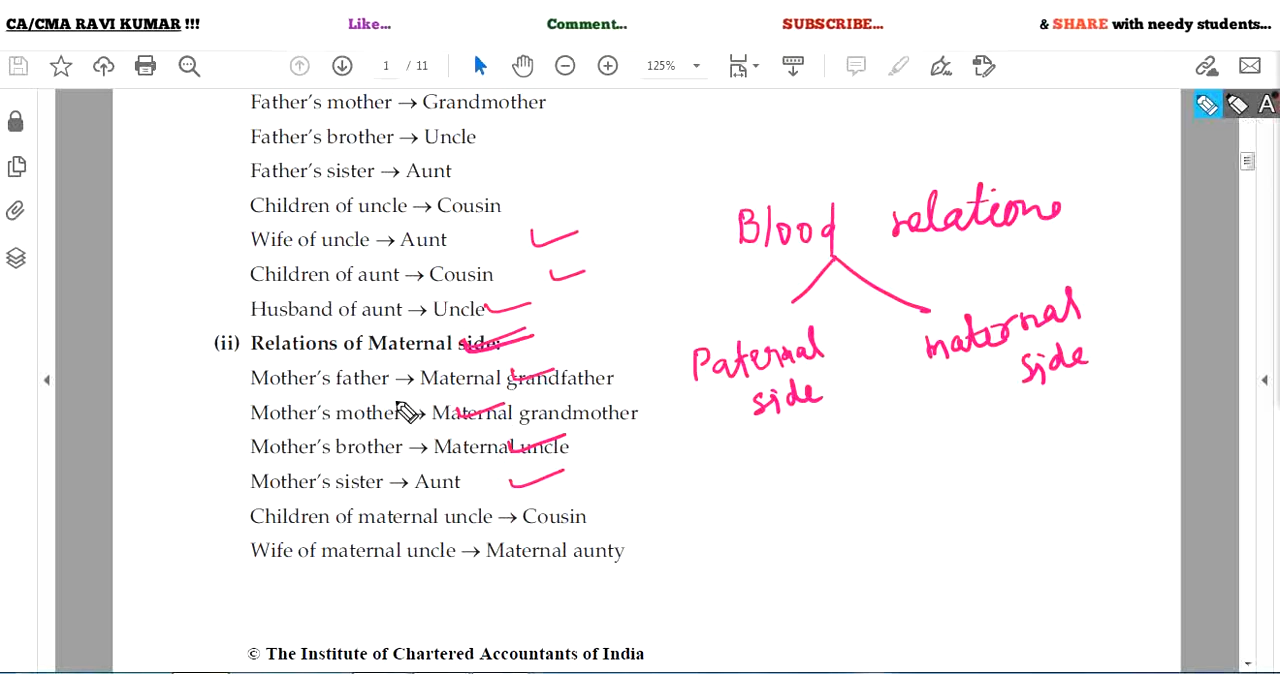 CA/CMA RAVI KUMAR !!! Like... Comment... SUBSCRIBE... & SHARE with needy students...
1 / 11 125%
A
Father's mother → Grandmother
Father's brother → Uncle
Father's sister → Aunt
Children of uncle → Cousin
Wife of uncle → Aunt
Children of aunt → Cousin
Husband of aunt → Uncle
(ii) Relations of Maternal side:
Mother's father → Maternal grandfather
Mother's mother → Maternal grandmother
Mother's brother → Maternal uncle
Mother's sister → Aunt
Children of maternal uncle → Cousin
Wife of maternal uncle → Maternal aunty
Blood relations
Paternal
side
maternal
side
© The Institute of Chartered Accountants of India